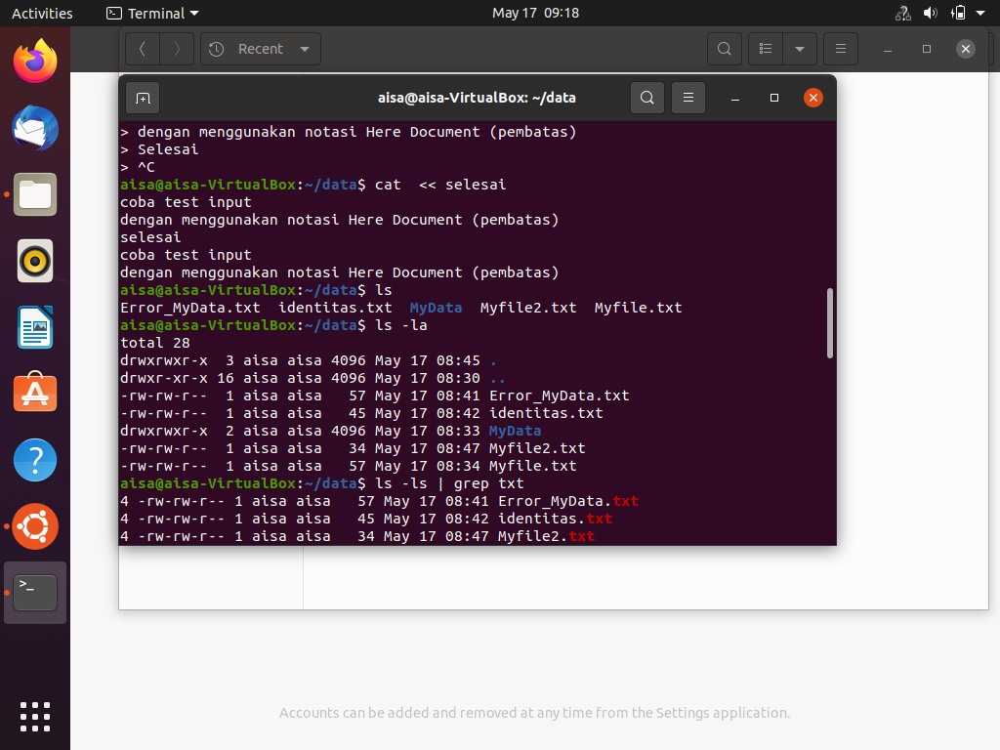 Activities
Terminal
May 17 09:18
Recent
aisa@aisa-VirtualBox: ~/data
> dengan menggunakan notasi Here Document (pembatas)
> Selesai
> ^C
aisa@aisa-VirtualBox:~/data$ cat  << selesai
coba test input
dengan menggunakan notasi Here Document (pembatas)
selesai
coba test input
dengan menggunakan notasi Here Document (pembatas)
aisa@aisa-VirtualBox:~/data$ ls
Error_MyData.txt  identitas.txt  MyData  Myfile2.txt  Myfile.txt
aisa@aisa-VirtualBox:~/data$ ls -la
total 28
drwxrwxr-x  3 aisa aisa 4096 May 17 08:45 .
drwxr-xr-x 16 aisa aisa 4096 May 17 08:30 ..
-rw-rw-r--  1 aisa aisa   57 May 17 08:41 Error_MyData.txt
-rw-rw-r--  1 aisa aisa   45 May 17 08:42 identitas.txt
drwxrwxr-x  2 aisa aisa 4096 May 17 08:33 MyData
-rw-rw-r--  1 aisa aisa   34 May 17 08:47 Myfile2.txt
-rw-rw-r--  1 aisa aisa   57 May 17 08:34 Myfile.txt
aisa@aisa-VirtualBox:~/data$ ls -ls | grep txt
4 -rw-rw-r-- 1 aisa aisa   57 May 17 08:41 Error_MyData.txt
4 -rw-rw-r-- 1 aisa aisa   45 May 17 08:42 identitas.txt
4 -rw-rw-r-- 1 aisa aisa   34 May 17 08:47 Myfile2.txt
Accounts can be added and removed at any time from the Settings application.